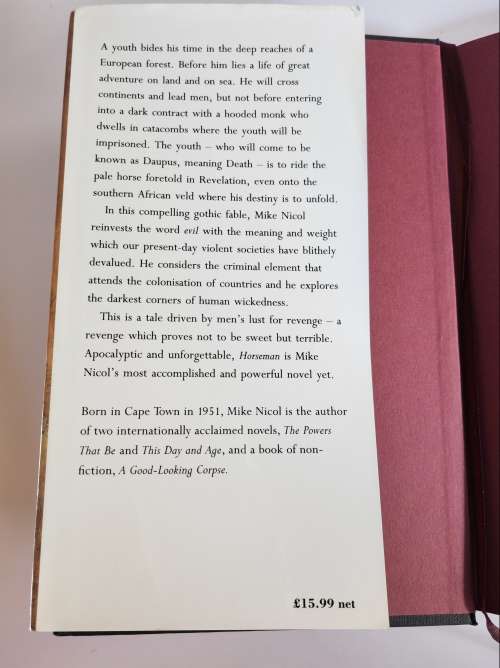 A youth bides his time in the deep reaches of a
European forest. Before him lies a life of great
adventure on land and on sea. He will cross
continents and lead men, but not before entering
into a dark contract with a hooded monk who
dwells in catacombs where the youth will be
imprisoned. The youth – who will come to be
known as Daupus, meaning Death – is to ride the
pale horse foretold in Revelation, even onto the
southern African veld where his destiny is to unfold.
In this compelling gothic fable, Mike Nicol
reinvests the word evil with the meaning and weight
which our present-day violent societies have blithely
devalued. He considers the criminal element that
attends the colonisation of countries and he explores
the darkest corners of human wickedness.
This is a tale driven by men's lust for revenge – a
revenge which proves not to be sweet but terrible.
Apocalyptic and unforgettable, Horseman is Mike
Nicol's most accomplished and powerful novel yet.
Born in Cape Town in 1951, Mike Nicol is the author
of two internationally acclaimed novels, The Powers
That Be and This Day and Age, and a book of non-
fiction, A Good-Looking Corpse.
£15.99 net